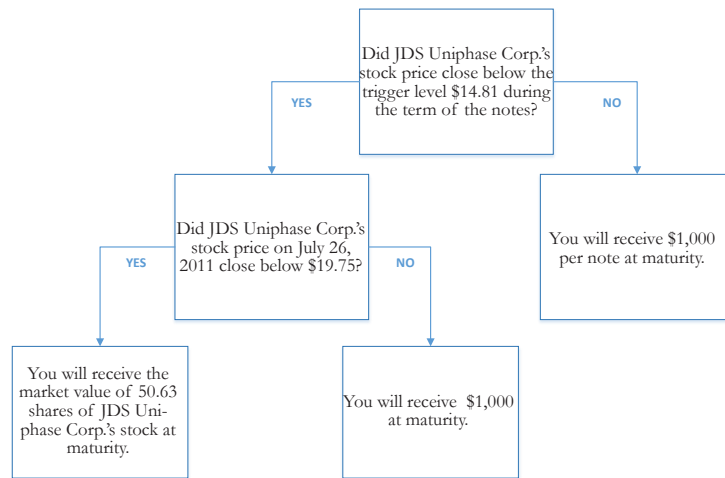 Did JDS Uniphase Corp.'s
stock price close below the
trigger level $14.81 during
the term of the notes?
YES
NO
Did JDS Uniphase Corp.'s
stock price on July 26,
2011 close below $19.75?
You will receive $1,000
per note at maturity.
YES
NO
You will receive the
market value of 50.63
shares of JDS Uni-
phase Corp.'s stock at
maturity.
You will receive $1,000
at maturity.